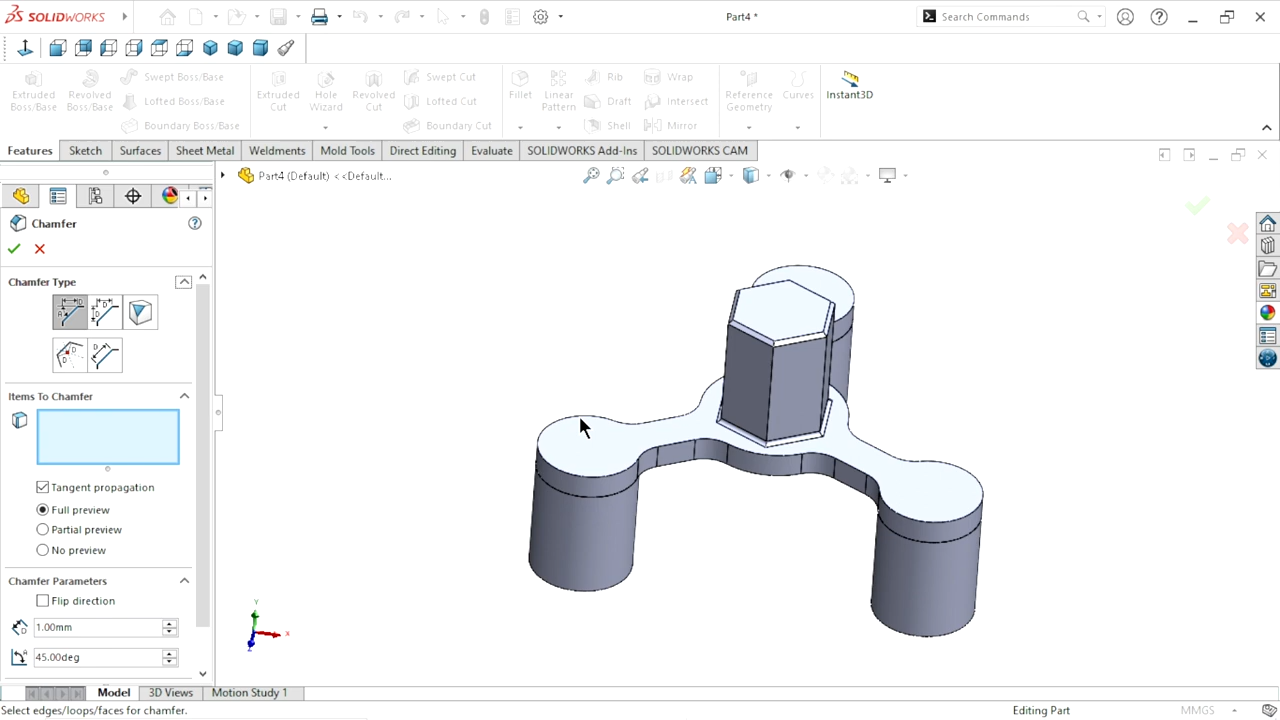 SOLIDWORKS
Part4 *
Search Commands
Extruded Boss/Base
Revolved Boss/Base
Swept Boss/Base
Lofted Boss/Base
Boundary Boss/Base
Extruded Cut
Hole Wizard
Revolved Cut
Swept Cut
Lofted Cut
Boundary Cut
Fillet
Linear Pattern
Rib
Draft
Shell
Wrap
Intersect
Mirror
Reference Geometry
Curves
Instant3D
Features
Sketch
Surfaces
Sheet Metal
Weldments
Mold Tools
Direct Editing
Evaluate
SOLIDWORKS Add-Ins
SOLIDWORKS CAM
Part4 (Default) <<Default...
Chamfer
Chamfer Type
Items To Chamfer
Tangent propagation
Full preview
Partial preview
No preview
Chamfer Parameters
Flip direction
1.00mm
45.00deg
Y
X
Z
Model
3D Views
Motion Study 1
Select edges/loops/faces for chamfer.
Editing Part
MMGS